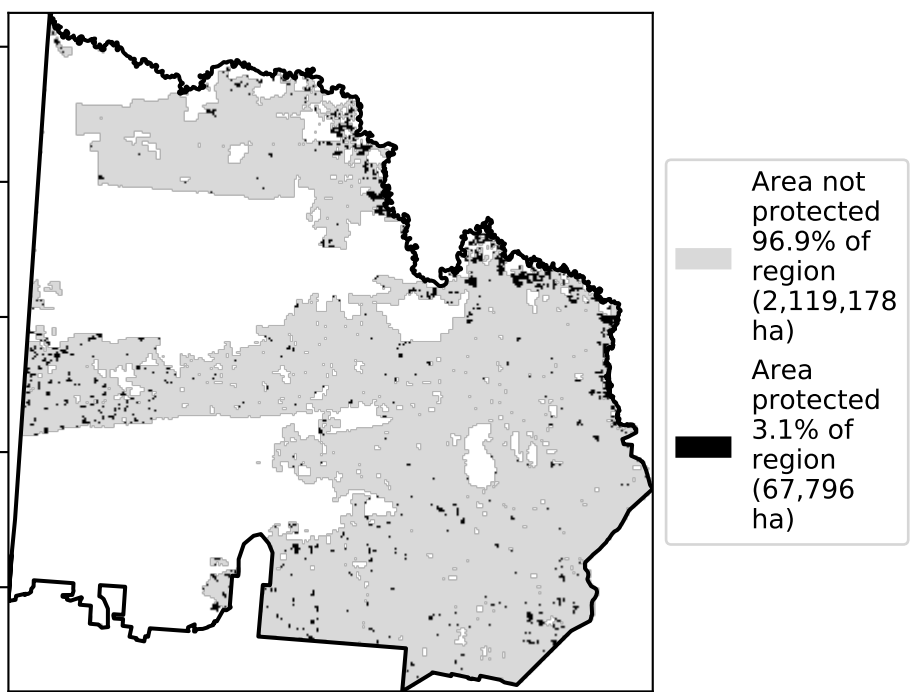 Area not
protected
96.9% of
region
(2,119,178
ha)
Area
protected
3.1% of
region
(67,796
ha)